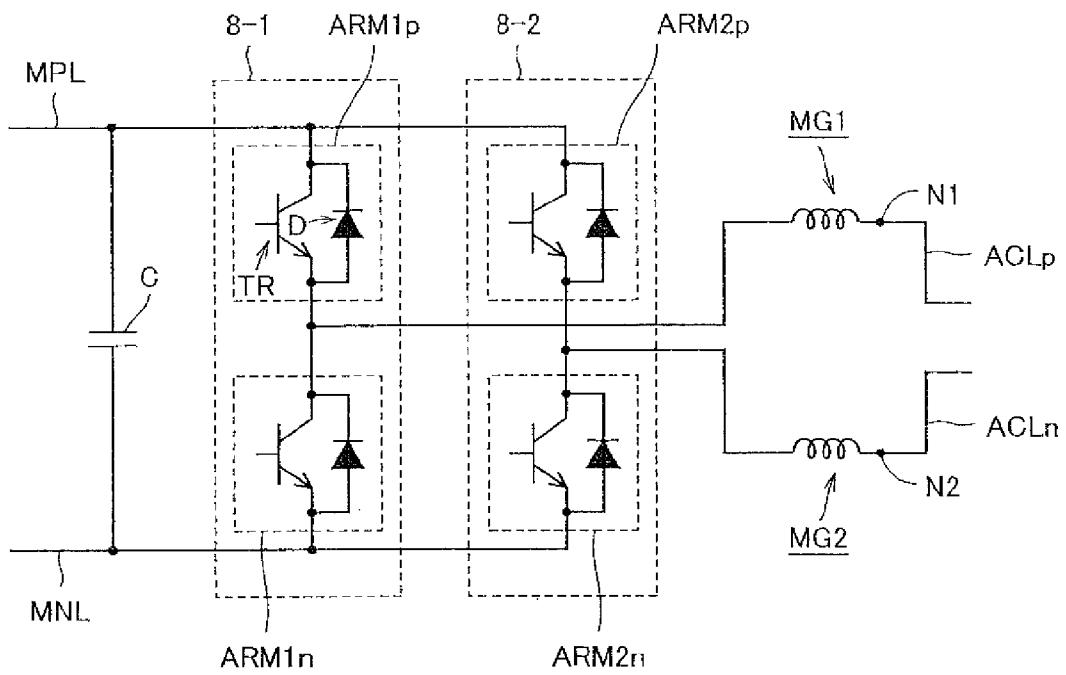 8-1
ARM1p
8-2
ARM2p
MPL
MG1
N1
D
ACLp
TR
C
ACLn
N2
MG2
MNL
ARM1n
ARM2n